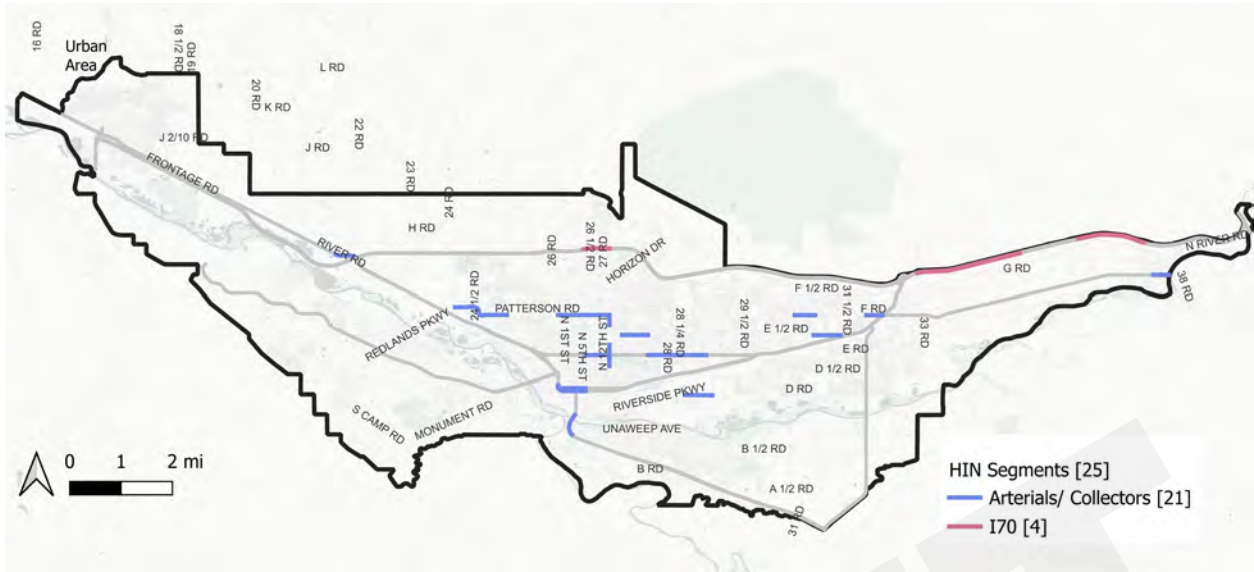 16 RD
Urban
Area
18 1/2 RD
19 RD
L RD
20 RD
K RD
J 2/10 RD
22 RD
J RD
FRONTAGE RD
23 RD
24 RD
H RD
RIVER RD
26 RD
26 1/2 RD
27 RD
HORIZON DR
N RIVER RD
G RD
38 RD
24 1/2 RD
PATTERSON RD
F 1/2 RD
31 1/2 RD
F RD
33 RD
REDLANDS PKWY
N 1ST ST
N 5TH ST
N 12TH ST
28 1/4 RD
28 RD
29 1/2 RD
E 1/2 RD
E RD
D 1/2 RD
D RD
RIVERSIDE PKWY
S CAMP RD
MONUMENT RD
UNAWEEP AVE
B 1/2 RD
B RD
A 1/2 RD
31 RD
0 1 2 mi
HIN Segments [25]
Arterials/ Collectors [21]
I70 [4]